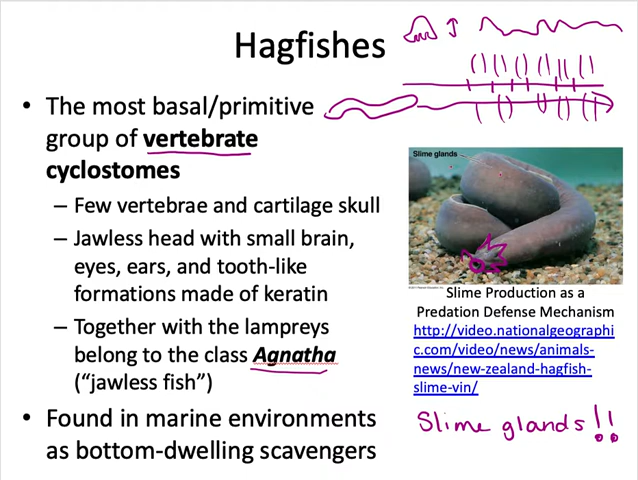 Hagfishes
• The most basal/primitive
group of vertebrate
cyclostomes
– Few vertebrae and cartilage skull
– Jawless head with small brain,
eyes, ears, and tooth-like
formations made of keratin
– Together with the lampreys
belong to the class Agnatha
("jawless fish")
• Found in marine environments
as bottom-dwelling scavengers
Slime glands
Slime Production as a
Predation Defense Mechanism
http://video.nationalgeographi
c.com/video/news/animals-
news/new-zealand-hagfish-
slime-vin/
Slime glands!!